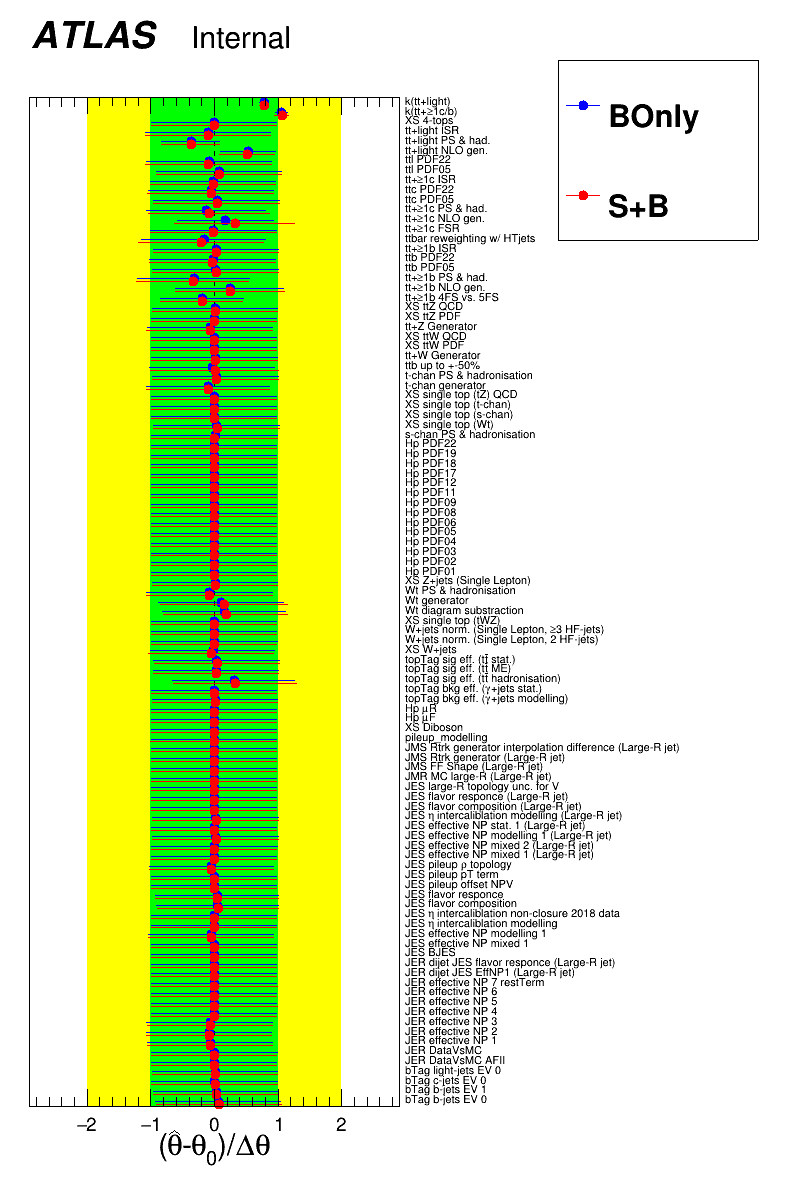 ATLAS Internal
BOnly
S+B
k(tt+light)
k(tt+≥1c/b)
XS 4-tops
tt+light ISR
tt+light PS & had.
tt+light NLO gen.
ttl PDF22
ttl PDF05
tt+≥1c ISR
ttc PDF22
ttc PDF05
tt+≥1c PS & had.
tt+≥1c NLO gen.
tt+≥1c FSR
ttbar reweighting w/ HTjets
tt+≥1b ISR
ttb PDF22
ttb PDF05
tt+≥1b PS & had.
tt+≥1b NLO gen.
tt+≥1b 4FS vs. 5FS
XS ttZ QCD
XS ttZ PDF
tt+Z Generator
XS ttW QCD
XS ttW PDF
tt+W Generator
ttb up to +-50%
t-chan PS & hadronisation
t-chan generator
XS single top (tZ) QCD
XS single top (t-chan)
XS single top (s-chan)
XS single top (Wt)
s-chan PS & hadronisation
Hp PDF22
Hp PDF19
Hp PDF18
Hp PDF17
Hp PDF12
Hp PDF11
Hp PDF09
Hp PDF08
Hp PDF06
Hp PDF05
Hp PDF04
Hp PDF03
Hp PDF02
Hp PDF01
XS Z+jets (Single Lepton)
Wt PS & hadronisation
Wt generator
Wt diagram subtraction
XS single top (tWZ)
W+jets norm. (Single Lepton, ≥3 HF-jets)
W+jets norm. (Single Lepton, 2 HF-jets)
XS W+jets
topTag sig eff. (tt̄ stat.)
topTag sig eff. (tt̄ ME)
topTag sig eff. (tt̄ hadronisation)
topTag bkg eff. (γ+jets stat.)
topTag bkg eff. (γ+jets modelling)
Hp μR
Hp μF
XS Diboson
pileup_modelling
JMS Rtrk generator interpolation difference (Large-R jet)
JMS Rtrk generator (Large-R jet)
JMS FF Shape (Large-R jet)
JMR MC large-R (Large-R jet)
JES large-R topology unc. for V
JES flavor responce (Large-R jet)
JES flavor composition (Large-R jet)
JES η intercaliblation modelling (Large-R jet)
JES effective NP stat. 1 (Large-R jet)
JES effective NP modelling 1 (Large-R jet)
JES effective NP mixed 2 (Large-R jet)
JES effective NP mixed 1 (Large-R jet)
JES pileup ρ topology
JES pileup pT term
JES pileup offset NPV
JES flavor responce
JES flavor composition
JES η intercaliblation non-closure 2018 data
JES η intercaliblation modelling
JES effective NP modelling 1
JES effective NP mixed 1
JES BJES
JER dijet JES flavor responce (Large-R jet)
JER dijet JES EffNP1 (Large-R jet)
JER effective NP 7 restTerm
JER effective NP 6
JER effective NP 5
JER effective NP 4
JER effective NP 3
JER effective NP 2
JER effective NP 1
JER DataVsMC
JER DataVsMC AFII
bTag light-jets EV 0
bTag c-jets EV 0
bTag b-jets EV 1
bTag b-jets EV 0
−2 −1 0 1 2
(θ̂-θ₀)/Δθ